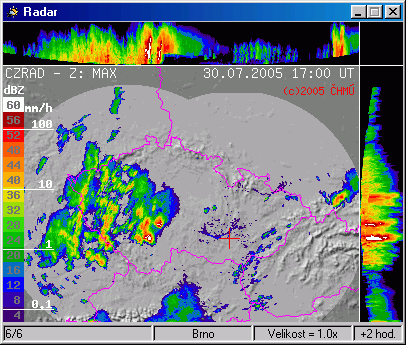 Radar
CZRAD - Z: MAX 30.07.2005 17:00 UT
dBZ (c)2005 ČHMÚ
60 mm/h
56
52 100
48
44
40
36 10
32
28
24
20 1
16
12
8
4 0.1
6/6 Brno Velikost = 1.0x +2 hod.